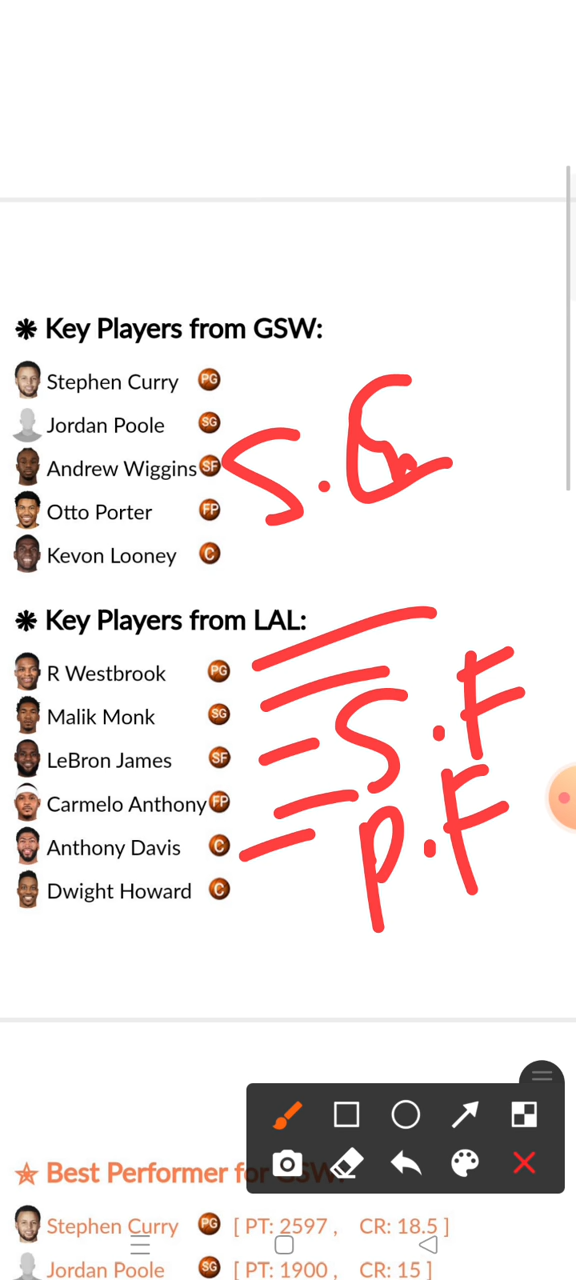 ✱ Key Players from GSW:
Stephen Curry PG
Jordan Poole SG
Andrew Wiggins SF
S.G
Otto Porter FP
Kevon Looney C
✱ Key Players from LAL:
R Westbrook PG
Malik Monk SG
LeBron James SF
S.F
Carmelo Anthony FP
Anthony Davis C
P.F
Dwight Howard C
Best Performer for GSW:
Stephen Curry PG [ PT: 2597 , CR: 18.5 ]
Jordan Poole SG [ PT: 1900 , CR: 15 ]